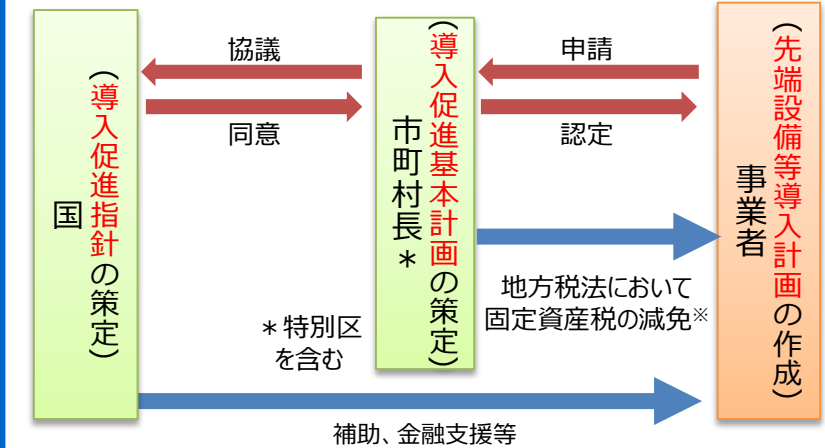 国
（導入促進指針の策定）
協議
同意
市町村長＊
（導入促進基本計画の策定）
＊特別区
を含む
申請
認定
地方税法において
固定資産税の減免※
事業者
（先端設備等導入計画の作成）
補助、金融支援等